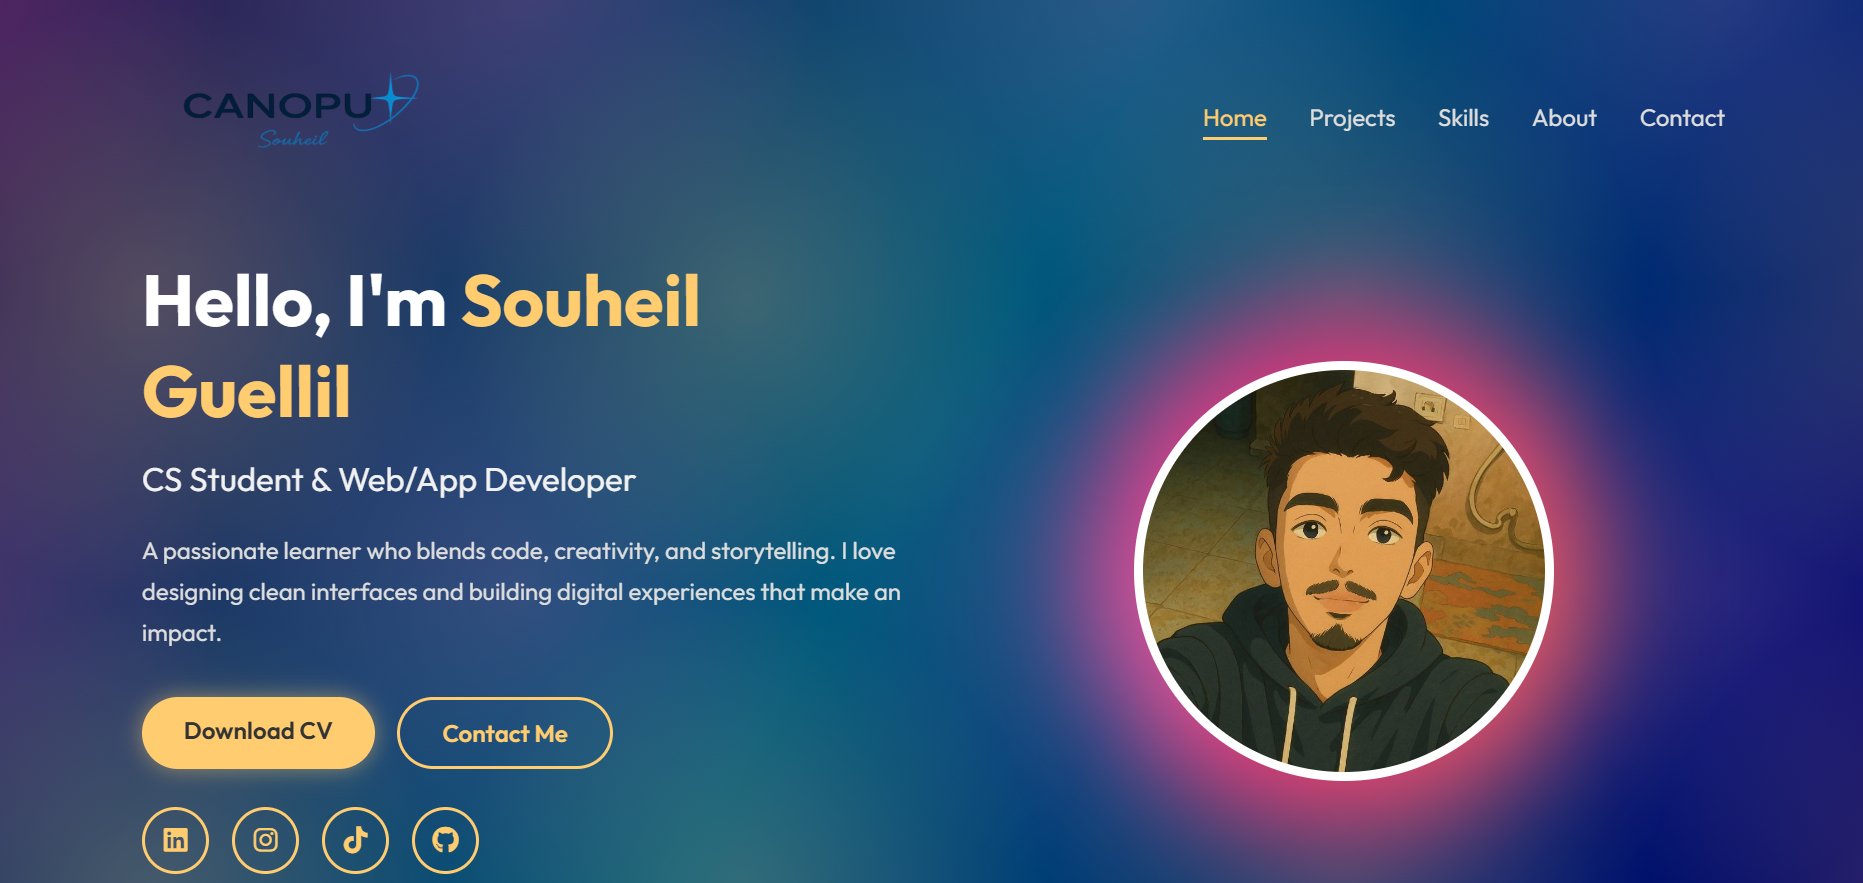 CANOPU
Souheil
Home Projects Skills About Contact
Hello, I'm Souheil
Guellil
CS Student & Web/App Developer
A passionate learner who blends code, creativity, and storytelling. I love
designing clean interfaces and building digital experiences that make an
impact.
Download CV Contact Me